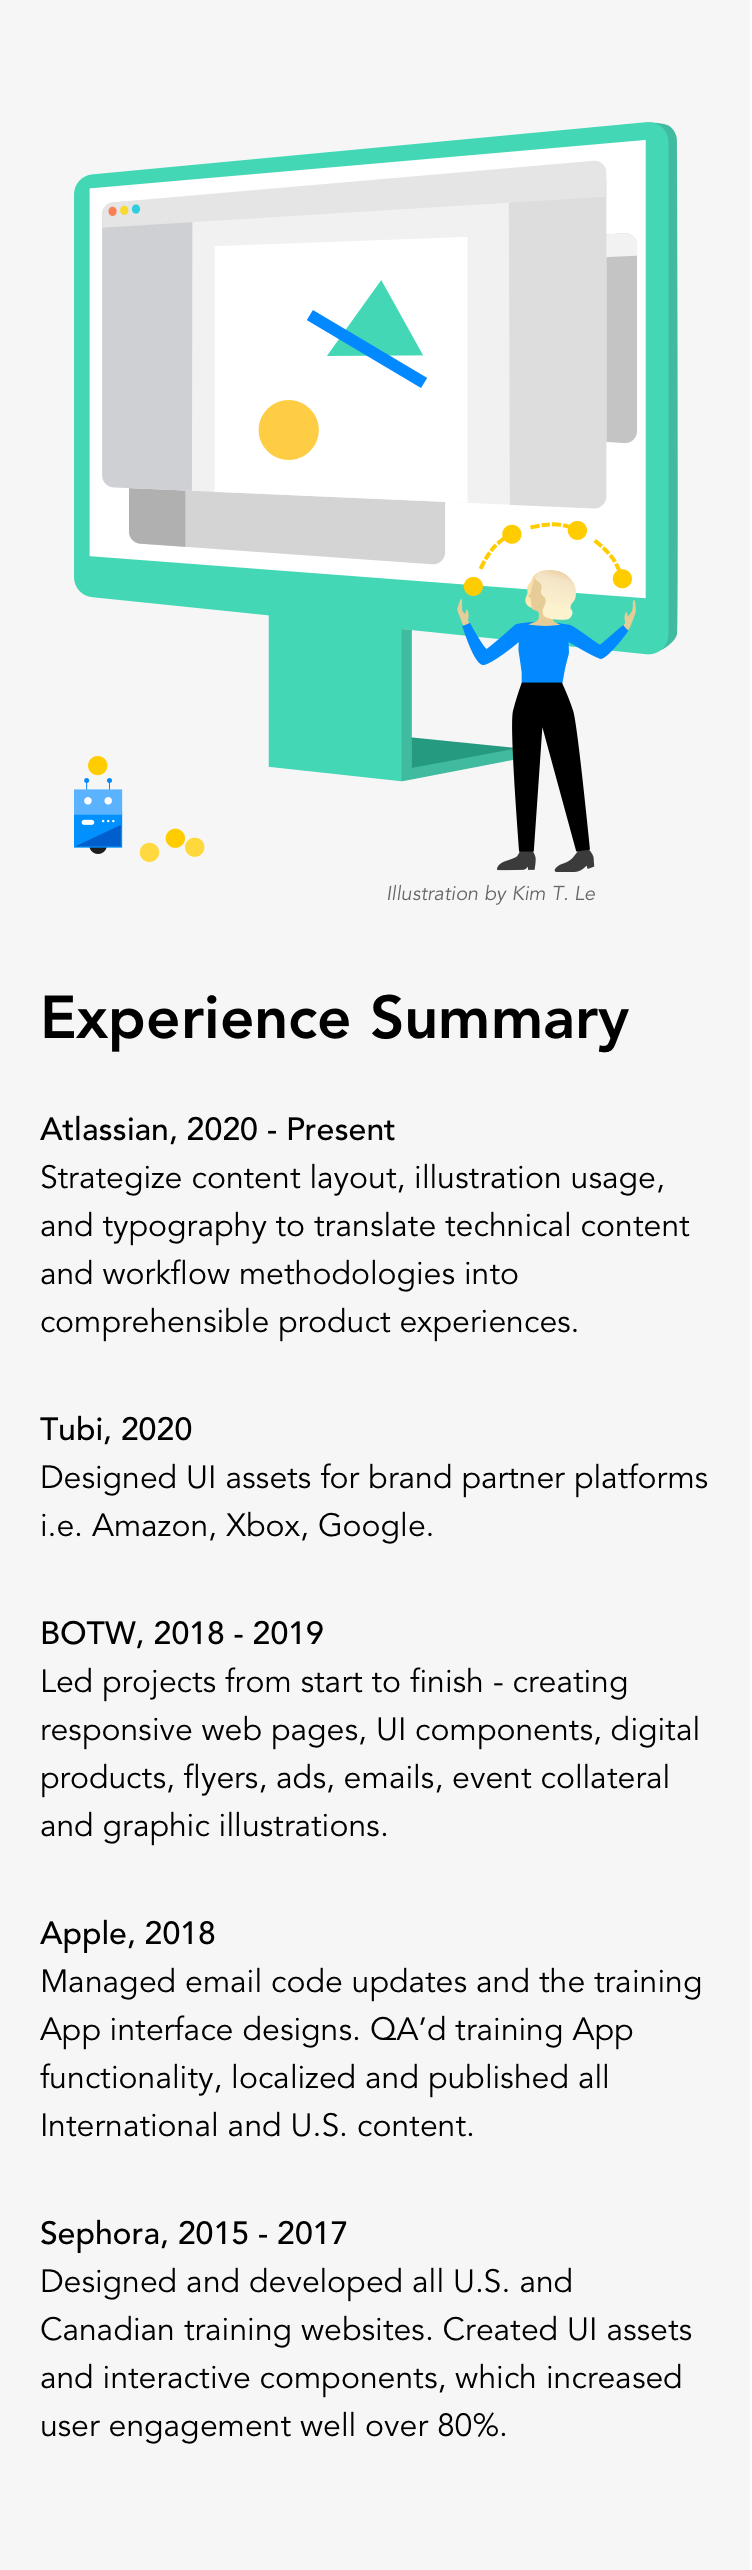 Illustration by Kim T. Le
Experience Summary
Atlassian, 2020 - Present
Strategize content layout, illustration usage,
and typography to translate technical content
and workflow methodologies into
comprehensible product experiences.
Tubi, 2020
Designed UI assets for brand partner platforms
i.e. Amazon, Xbox, Google.
BOTW, 2018 - 2019
Led projects from start to finish - creating
responsive web pages, UI components, digital
products, flyers, ads, emails, event collateral
and graphic illustrations.
Apple, 2018
Managed email code updates and the training
App interface designs. QA’d training App
functionality, localized and published all
International and U.S. content.
Sephora, 2015 - 2017
Designed and developed all U.S. and
Canadian training websites. Created UI assets
and interactive components, which increased
user engagement well over 80%.